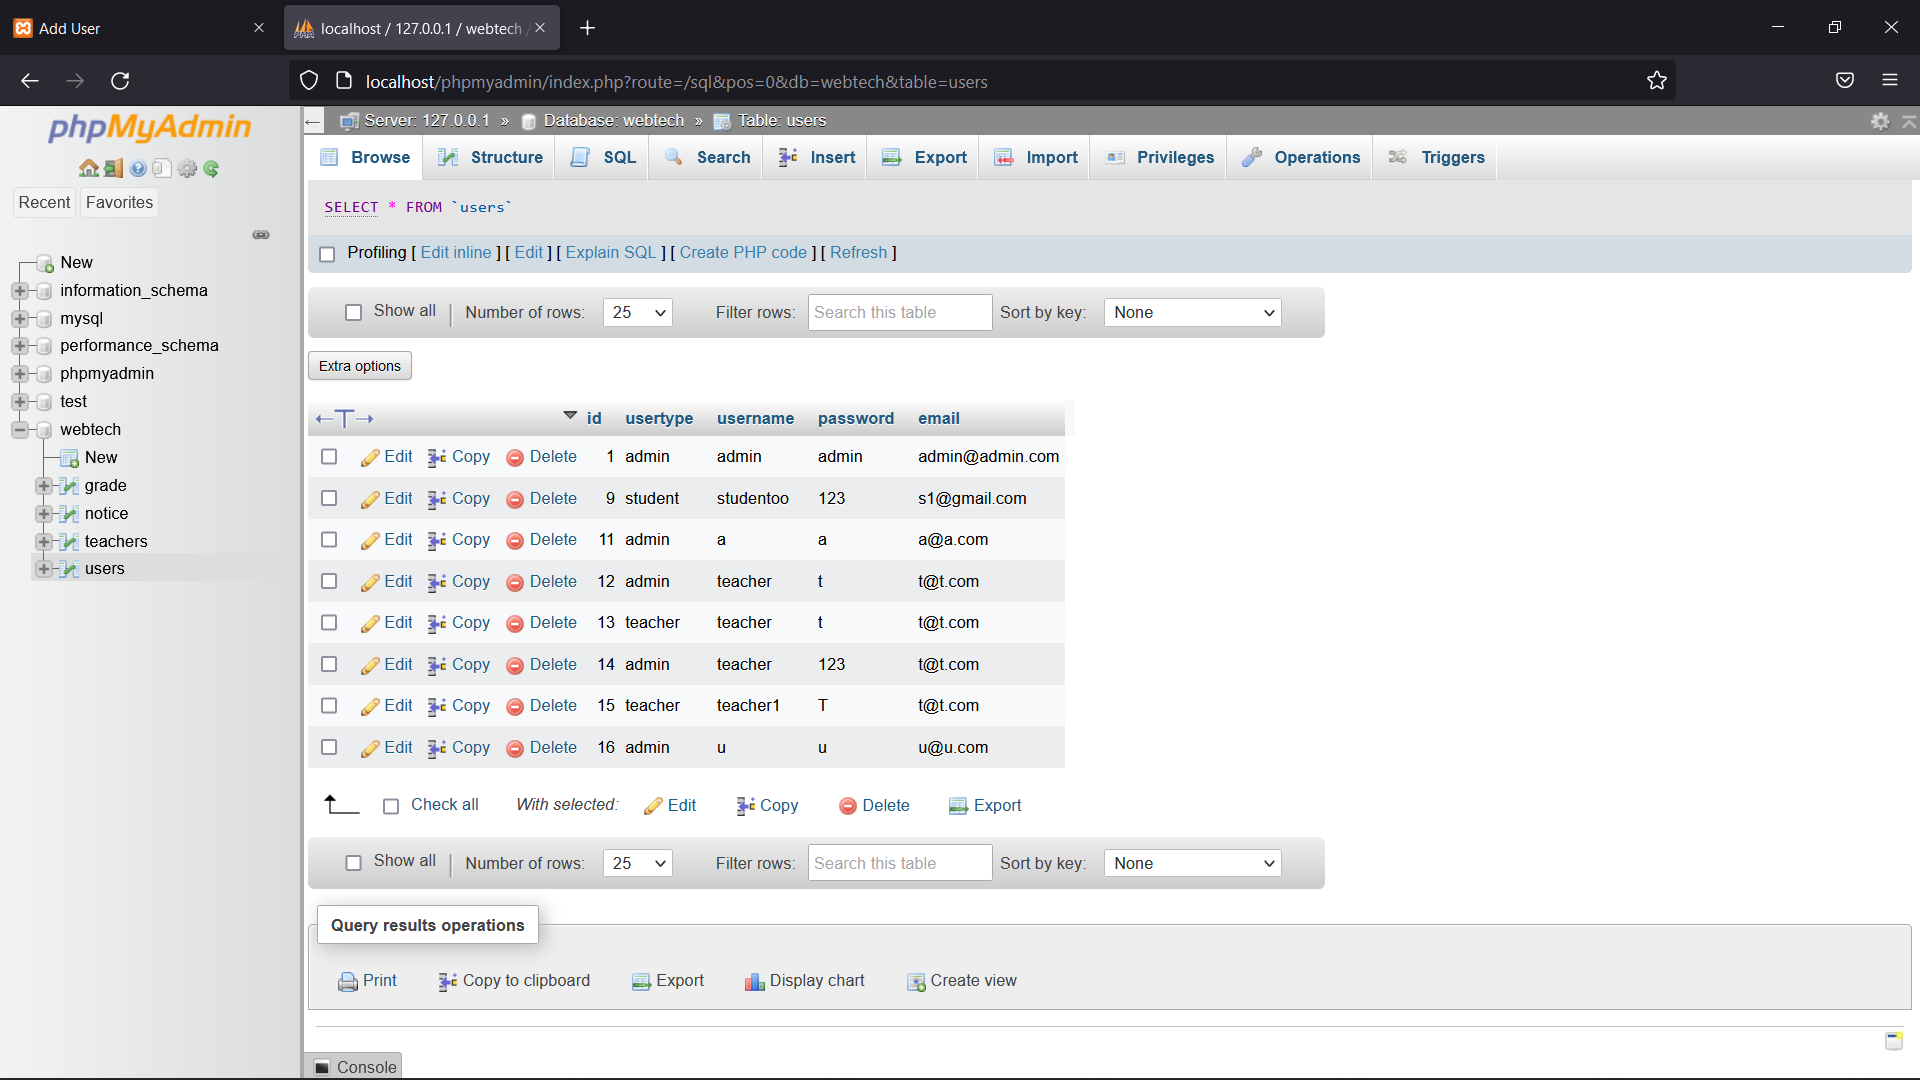 Add User
localhost / 127.0.0.1 / webtech /
localhost/phpmyadmin/index.php?route=/sql&pos=0&db=webtech&table=users
phpMyAdmin
Recent Favorites
New
information_schema
mysql
performance_schema
phpmyadmin
test
webtech
New
grade
notice
teachers
users
Server: 127.0.0.1 » Database: webtech » Table: users
Browse Structure SQL Search Insert Export Import Privileges Operations Triggers
SELECT * FROM `users`
Profiling [ Edit inline ] [ Edit ] [ Explain SQL ] [ Create PHP code ] [ Refresh ]
Show all Number of rows: 25 Filter rows: Search this table Sort by key: None
Extra options
id usertype username password email
Edit Copy Delete 1 admin admin admin admin@admin.com
Edit Copy Delete 9 student studentoo 123 s1@gmail.com
Edit Copy Delete 11 admin a a a@a.com
Edit Copy Delete 12 admin teacher t t@t.com
Edit Copy Delete 13 teacher teacher t t@t.com
Edit Copy Delete 14 admin teacher 123 t@t.com
Edit Copy Delete 15 teacher teacher1 T t@t.com
Edit Copy Delete 16 admin u u u@u.com
Check all With selected: Edit Copy Delete Export
Show all Number of rows: 25 Filter rows: Search this table Sort by key: None
Query results operations
Print Copy to clipboard Export Display chart Create view
Console